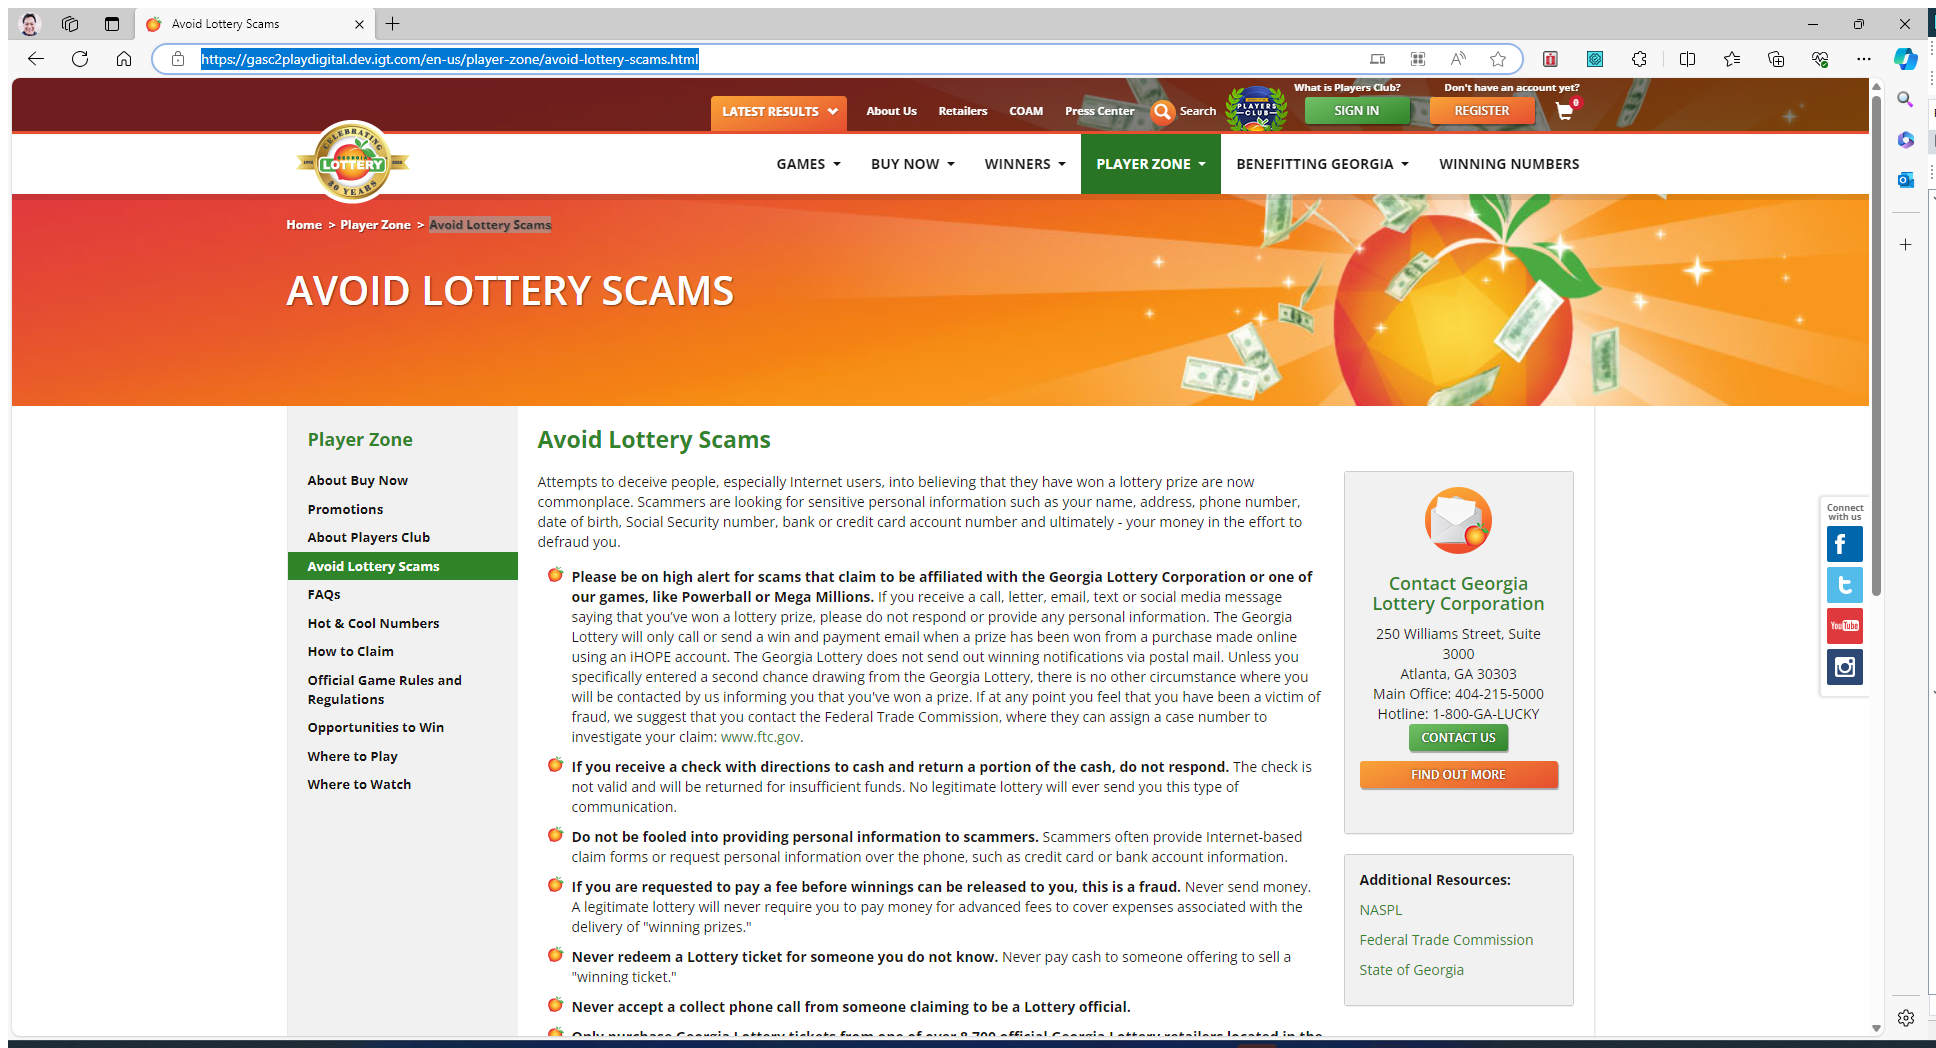 Avoid Lottery Scams
https://gasc2playdigital.dev.igt.com/en-us/player-zone/avoid-lottery-scams.html
LATEST RESULTS
About Us
Retailers
COAM
Press Center
Search
PLAYERS
CLUB
What is Players Club?
SIGN IN
Don't have an account yet?
REGISTER
0
CELEBRATING
GEORGIA
LOTTERY
30 YEARS
GAMES
BUY NOW
WINNERS
PLAYER ZONE
BENEFITTING GEORGIA
WINNING NUMBERS
Home > Player Zone > Avoid Lottery Scams
AVOID LOTTERY SCAMS
Player Zone
About Buy Now
Promotions
About Players Club
Avoid Lottery Scams
FAQs
Hot & Cool Numbers
How to Claim
Official Game Rules and
Regulations
Opportunities to Win
Where to Play
Where to Watch
Avoid Lottery Scams
Attempts to deceive people, especially Internet users, into believing that they have won a lottery prize are now
commonplace. Scammers are looking for sensitive personal information such as your name, address, phone number,
date of birth, Social Security number, bank or credit card account number and ultimately - your money in the effort to
defraud you.
Please be on high alert for scams that claim to be affiliated with the Georgia Lottery Corporation or one of
our games, like Powerball or Mega Millions. If you receive a call, letter, email, text or social media message
saying that you've won a lottery prize, please do not respond or provide any personal information. The Georgia
Lottery will only call or send a win and payment email when a prize has been won from a purchase made online
using an iHOPE account. The Georgia Lottery does not send out winning notifications via postal mail. Unless you
specifically entered a second chance drawing from the Georgia Lottery, there is no other circumstance where you
will be contacted by us informing you that you've won a prize. If at any point you feel that you have been a victim of
fraud, we suggest that you contact the Federal Trade Commission, where they can assign a case number to
investigate your claim: www.ftc.gov.
If you receive a check with directions to cash and return a portion of the cash, do not respond. The check is
not valid and will be returned for insufficient funds. No legitimate lottery will ever send you this type of
communication.
Do not be fooled into providing personal information to scammers. Scammers often provide Internet-based
claim forms or request personal information over the phone, such as credit card or bank account information.
If you are requested to pay a fee before winnings can be released to you, this is a fraud. Never send money.
A legitimate lottery will never require you to pay money for advanced fees to cover expenses associated with the
delivery of "winning prizes."
Never redeem a Lottery ticket for someone you do not know. Never pay cash to someone offering to sell a
"winning ticket."
Never accept a collect phone call from someone claiming to be a Lottery official.
Only purchase Georgia Lottery tickets from one of over 8,700 official Georgia Lottery retailers located in the
Contact Georgia
Lottery Corporation
250 Williams Street, Suite
3000
Atlanta, GA 30303
Main Office: 404-215-5000
Hotline: 1-800-GA-LUCKY
CONTACT US
FIND OUT MORE
Additional Resources:
NASPL
Federal Trade Commission
State of Georgia
Connect
with us
You Tube